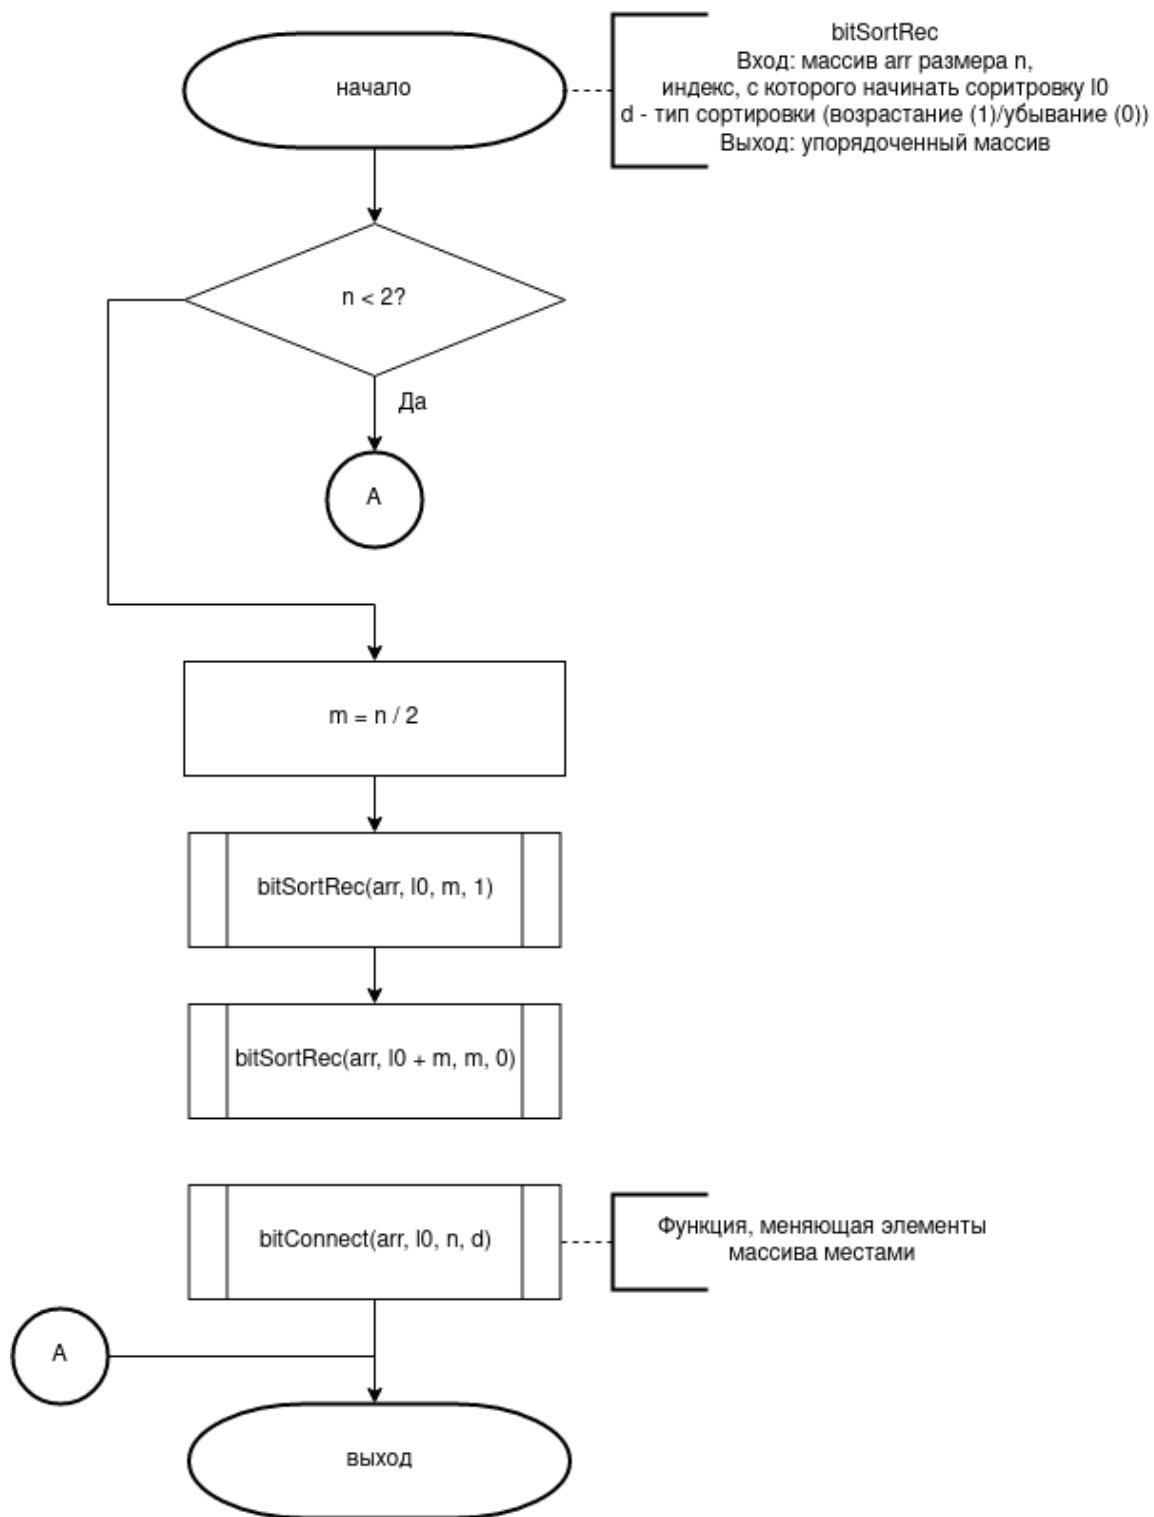 начало
bitSortRec
Вход: массив arr размера n,
индекс, с которого начинать соритровку l0
d - тип сортировки (возрастание (1)/убывание (0))
Выход: упорядоченный массив
n < 2?
Да
A
m = n / 2
bitSortRec(arr, l0, m, 1)
bitSortRec(arr, l0 + m, m, 0)
bitConnect(arr, l0, n, d)
Функция, меняющая элементы
массива местами
A
выход